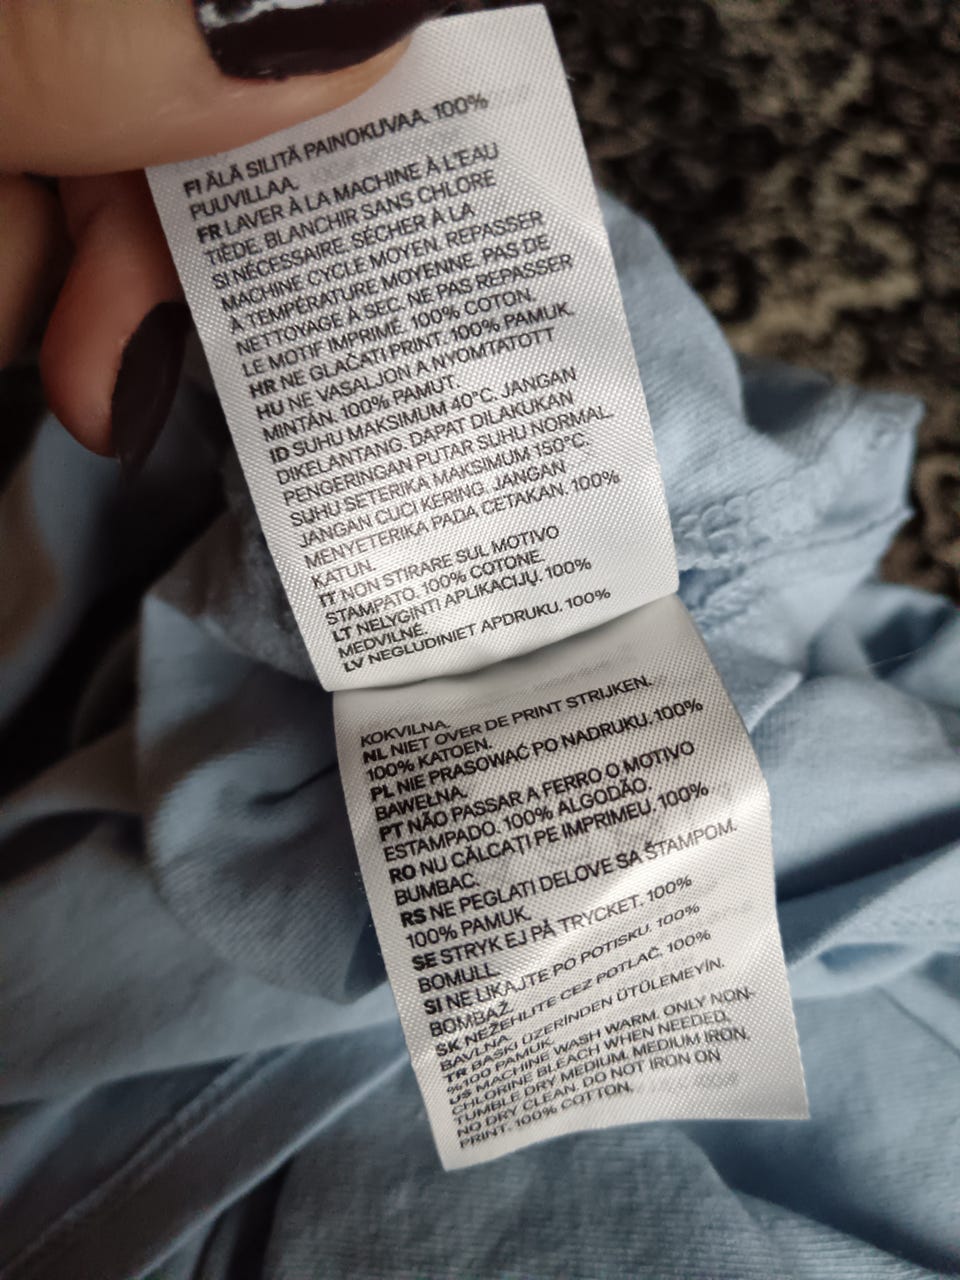 FI ÄLÄ SILITÄ PAINOKUVAA. 100%
PUUVILLAA.
FR LAVER À LA MACHINE À L'EAU
TIÈDE. BLANCHIR SANS CHLORE
SI NÉCESSAIRE. SÉCHER À LA
MACHINE CYCLE MOYEN. REPASSER
À TEMPÉRATURE MOYENNE. PAS DE
NETTOYAGE À SEC. NE PAS REPASSER
LE MOTIF IMPRIMÉ. 100% COTON.
HR NE GLAČATI PRINT. 100% PAMUK.
HU NE VASALJON A NYOMTATOTT
MINTÁN. 100% PAMUT.
ID SUHU MAKSIMUM 40°C. JANGAN
DIKELANTANG. DAPAT DILAKUKAN
PENGERINGAN PUTAR SUHU NORMAL.
SUHU SETERIKA MAKSIMUM 150°C.
JANGAN CUCI KERING. JANGAN
MENYETERIKA PADA CETAKAN. 100%
KATUN.
IT NON STIRARE SUL MOTIVO
STAMPATO. 100% COTONE.
LT NELYGINTI APLIKACIJŲ. 100%
MEDVILNĖ.
LV NEGLUDINIET APDRUKU. 100%
KOKVILNA.
NL NIET OVER DE PRINT STRIJKEN.
100% KATOEN.
PL NIE PRASOWAĆ PO NADRUKU. 100%
BAWEŁNA.
PT NÃO PASSAR A FERRO O MOTIVO
ESTAMPADO. 100% ALGODÃO.
RO NU CĂLCAȚI PE IMPRIMEU. 100%
BUMBAC.
RS NE PEGLATI DELOVE SA ŠTAMPOM.
100% PAMUK.
SE STRYK EJ PÅ TRYCKET. 100%
BOMULL.
SI NE LIKAJTE PO POTISKU. 100%
BOMBAŽ.
SK NEŽEHLITE CEZ POTLAČ. 100%
BAVLNA.
TR BASKI ÜZERİNDEN ÜTÜLEMEYİN.
%100 PAMUK.
US MACHINE WASH WARM. ONLY NON-
CHLORINE BLEACH WHEN NEEDED.
TUMBLE DRY MEDIUM. MEDIUM IRON.
NO DRY CLEAN. DO NOT IRON ON
PRINT. 100% COTTON.